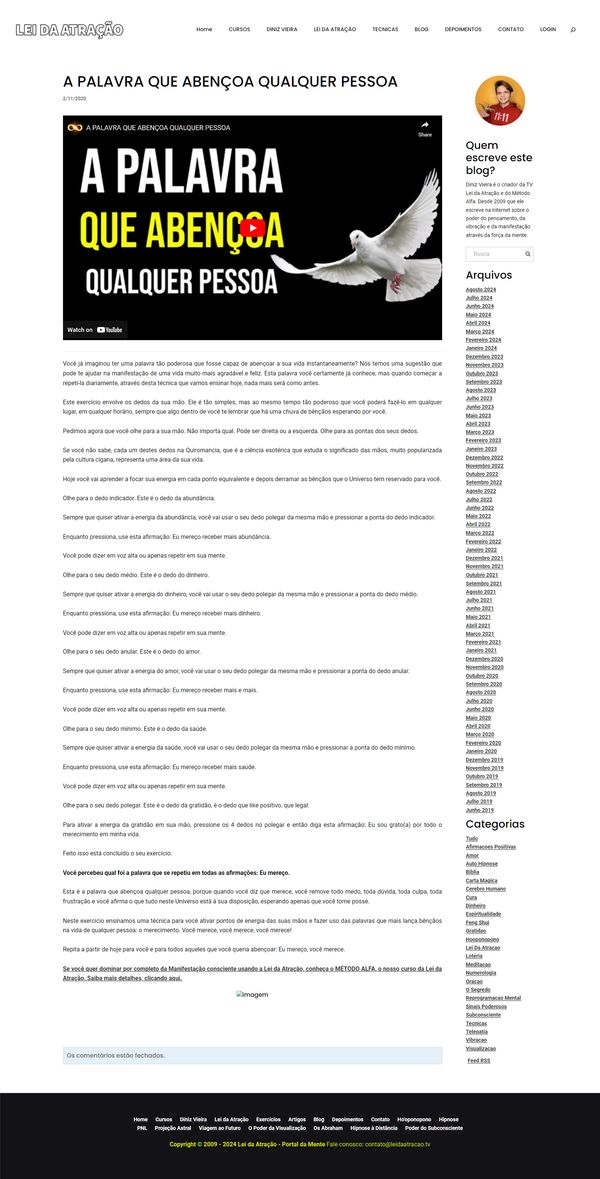 LEI DA ATRAÇÃO
Home CURSOS DINIZ VIEIRA LEI DA ATRAÇÃO TECNICAS BLOG DEPOIMENTOS CONTATO LOGIN
A PALAVRA QUE ABENÇOA QUALQUER PESSOA
2/11/2020
A PALAVRA QUE ABENÇOA QUALQUER PESSOA
Share
A PALAVRA
QUE ABENÇOA
QUALQUER PESSOA
Watch on YouTube
Você já imaginou ter uma palavra tão poderosa que fosse capaz de abençoar a sua vida instantaneamente? Nós temos uma sugestão que
pode te ajudar na manifestação de uma vida muito mais agradável e feliz. Esta palavra você certamente já conhece, mas quando começar a
repeti-la diariamente, através desta técnica que vamos ensinar hoje, nada mais será como antes.
Este exercício envolve os dedos da sua mão. Ele é tão simples, mas ao mesmo tempo tão poderoso que você poderá fazê-lo em qualquer
lugar, em qualquer horário, sempre que algo dentro de você te lembrar que há uma chuva de bênçãos esperando por você.
Pedimos agora que você olhe para a sua mão. Não importa qual. Pode ser direita ou a esquerda. Olhe para as pontas dos seus dedos.
Se você não sabe, cada um destes dedos na Quiromancia, que é a ciência esotérica que estuda o significado das mãos, muito popularizada
pela cultura cigana, representa uma área da sua vida.
Hoje você vai aprender a focar sua energia em cada ponto equivalente e depois derramar as bênçãos que o Universo tem reservado para você.
Olhe para o dedo indicador. Este é o dedo da abundância.
Sempre que quiser ativar a energia da abundância, você vai usar o seu dedo polegar da mesma mão e pressionar a ponta do dedo indicador.
Enquanto pressiona, use esta afirmação: Eu mereço receber mais abundância.
Você pode dizer em voz alta ou apenas repetir em sua mente.
Olhe para o seu dedo médio. Este é o dedo do dinheiro.
Sempre que quiser ativar a energia do dinheiro, você vai usar o seu dedo polegar da mesma mão e pressionar a ponta do dedo médio.
Enquanto pressiona, use esta afirmação: Eu mereço receber mais dinheiro.
Você pode dizer em voz alta ou apenas repetir em sua mente.
Olhe para o seu dedo anular. Este é o dedo do amor.
Sempre que quiser ativar a energia do amor, você vai usar o seu dedo polegar da mesma mão e pressionar a ponta do dedo anular.
Enquanto pressiona, use esta afirmação: Eu mereço receber mais e mais.
Você pode dizer em voz alta ou apenas repetir em sua mente.
Olhe para o seu dedo mínimo. Este é o dedo da saúde.
Sempre que quiser ativar a energia da saúde, você vai usar o seu dedo polegar da mesma mão e pressionar a ponta do dedo mínimo.
Enquanto pressiona, use esta afirmação: Eu mereço receber mais saúde.
Você pode dizer em voz alta ou apenas repetir em sua mente.
Olhe para o seu dedo polegar. Este é o dedo da gratidão, é o dedo que like positivo, que legal.
Para ativar a energia da gratidão em sua mão, pressione os 4 dedos no polegar e então diga esta afirmação: Eu sou grato(a) por todo o
merecimento em minha vida.
Feito isso está concluído o seu exercício.
Você percebeu qual foi a palavra que se repetiu em todas as afirmações: Eu mereço.
Esta é a palavra que abençoa qualquer pessoa, porque quando você diz que merece, você remove todo medo, toda dúvida, toda culpa, toda
frustração e você afirma o que tudo neste Universo está à sua disposição, esperando apenas que você tome posse.
Neste exercício ensinamos uma técnica para você ativar pontos de energia das suas mãos e fazer uso das palavras que mais lança bênçãos
na vida de qualquer pessoa: o merecimento. Você merece, você merece, você merece!
Repita a partir de hoje para você e para todos aqueles que você queria abençoar: Eu mereço, você merece.
Se você quer dominar por completo da Manifestação consciente usando a Lei da Atração, conheça o MÉTODO ALFA, o nosso curso da Lei da
Atração. Saiba mais detalhes, clicando aqui.
Imagem
Os comentários estão fechados.
11:11
Quem
escreve este
blog?
Diniz Vieira é o criador da TV
Lei da Atração e do Método
Alfa. Desde 2009 que ele
escreve na Internet sobre o
poder do pensamento, da
vibração e da manifestação
através da força da mente.
Busca
Arquivos
Agosto 2024
Julho 2024
Junho 2024
Maio 2024
Abril 2024
Março 2024
Fevereiro 2024
Janeiro 2024
Dezembro 2023
Novembro 2023
Outubro 2023
Setembro 2023
Agosto 2023
Julho 2023
Junho 2023
Maio 2023
Abril 2023
Março 2023
Fevereiro 2023
Janeiro 2023
Dezembro 2022
Novembro 2022
Outubro 2022
Setembro 2022
Agosto 2022
Julho 2022
Junho 2022
Maio 2022
Abril 2022
Março 2022
Fevereiro 2022
Janeiro 2022
Dezembro 2021
Novembro 2021
Outubro 2021
Setembro 2021
Agosto 2021
Julho 2021
Junho 2021
Maio 2021
Abril 2021
Março 2021
Fevereiro 2021
Janeiro 2021
Dezembro 2020
Novembro 2020
Outubro 2020
Setembro 2020
Agosto 2020
Julho 2020
Junho 2020
Maio 2020
Abril 2020
Março 2020
Fevereiro 2020
Janeiro 2020
Dezembro 2019
Novembro 2019
Outubro 2019
Setembro 2019
Agosto 2019
Julho 2019
Junho 2019
Categorias
Tudo
Afirmacoes Positivas
Amor
Auto Hipnose
Biblia
Carta Magica
Cerebro Humano
Cura
Dinheiro
Espiritualidade
Feng Shui
Gratidao
Hooponopono
Lei Da Atracao
Loteria
Meditacao
Numerologia
Oraçao
O Segredo
Reprogramacao Mental
Sinais Poderosos
Subconsciente
Tecnicas
Telepatia
Vibracao
Visualizacao
Feed RSS
Home Cursos Diniz Vieira Lei da Atração Exercícios Artigos Blog Depoimentos Contato Ho'oponopono Hipnose
PNL Projeção Astral Viagem ao Futuro O Poder da Visualização Os Abraham Hipnose à Distância Poder do Subconsciente
Copyright © 2009 - 2024 Lei da Atração - Portal da Mente Fale conosco: contato@leidaatracao.tv